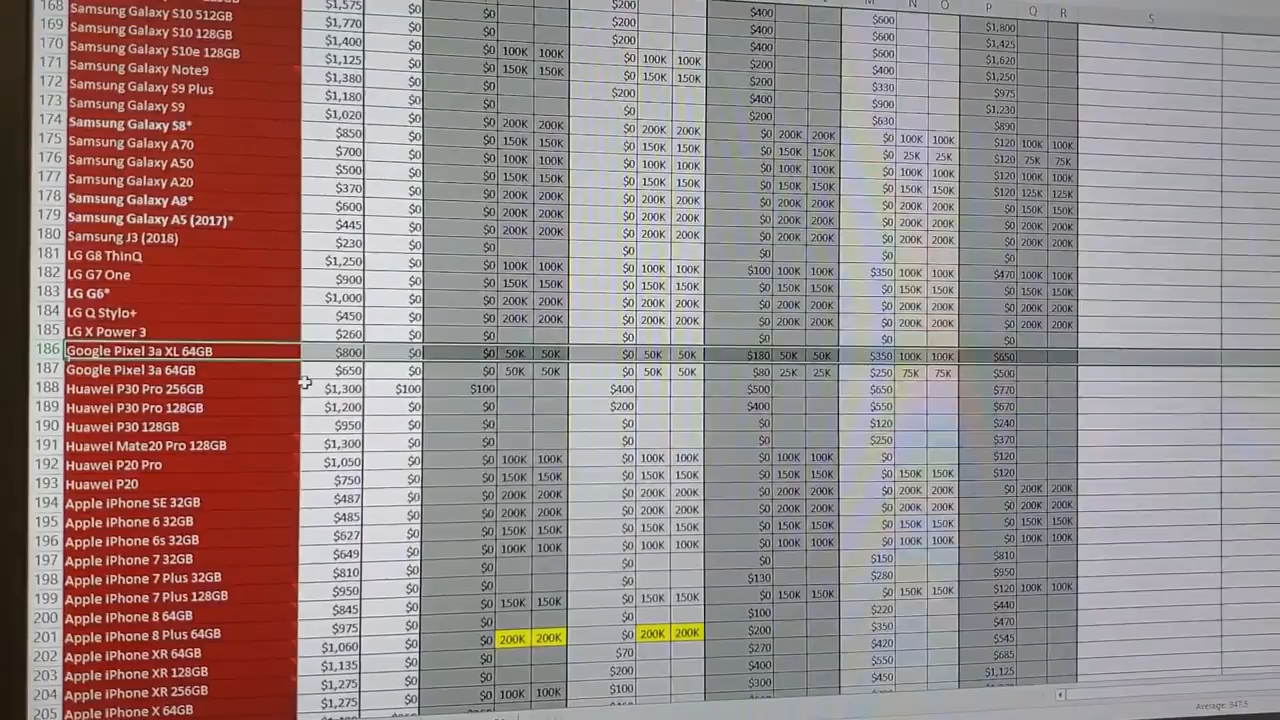 M N O P Q R S
$1,575 $0 $200 $400 $600 $1,425
168 Samsung Galaxy S10 512GB $1,770 $0 $0 $200 $400 $600 $1,620
169 Samsung Galaxy S10 128GB $1,400 $0 $0 100K 100K $0 100K 100K $200 $400 $1,250
170 Samsung Galaxy S10e 128GB $1,125 $0 $0 150K 150K $0 150K 150K $200 $330 $975
171 Samsung Galaxy Note9 $1,380 $0 $0 $200 $400 $900 $1,230
172 Samsung Galaxy S9 Plus $1,180 $0 $0 $0 $200 $630 $890
173 Samsung Galaxy S9 $1,020 $0 $0 200K 200K $0 200K 200K $0 200K 200K $0 100K 100K $120 100K 100K
174 Samsung Galaxy S8* $850 $0 $0 150K 150K $0 150K 150K $0 150K 150K $0 25K 25K $120 75K 75K
175 Samsung Galaxy A70 $700 $0 $0 100K 100K $0 100K 100K $0 100K 100K $0 100K 100K $120 100K 100K
176 Samsung Galaxy A50 $500 $0 $0 150K 150K $0 150K 150K $0 150K 150K $0 150K 150K $120 125K 125K
177 Samsung Galaxy A20 $370 $0 $0 200K 200K $0 200K 200K $0 200K 200K $0 200K 200K $0 150K 150K
178 Samsung Galaxy A8* $600 $0 $0 200K 200K $0 200K 200K $0 200K 200K $0 200K 200K $0 200K 200K
179 Samsung Galaxy A5 (2017)* $445 $0 $0 200K 200K $0 200K 200K $0 200K 200K $0 200K 200K $0 200K 200K
180 Samsung J3 (2018) $230 $0 $0 $0 $0 $0 $0
181 LG G8 ThinQ $1,250 $0 $0 100K 100K $0 100K 100K $100 100K 100K $350 100K 100K $470 100K 100K
182 LG G7 One $900 $0 $0 150K 150K $0 150K 150K $0 150K 150K $0 150K 150K $0 150K 150K
183 LG G6* $1,000 $0 $0 200K 200K $0 200K 200K $0 200K 200K $0 200K 200K $0 200K 200K
184 LG Q Stylo+ $450 $0 $0 200K 200K $0 200K 200K $0 200K 200K $0 200K 200K $0 200K 200K
185 LG X Power 3 $260 $0 $0 $0 $0 $0 $0
186 Google Pixel 3a XL 64GB $800 $0 $0 50K 50K $0 50K 50K $180 25K 25K $350 100K 100K $650
187 Google Pixel 3a 64GB $650 $0 $0 50K 50K $0 50K 50K $80 25K 25K $250 75K 75K $500
188 Huawei P30 Pro 256GB $1,300 $100 $100 $400 $500 $650 $770
189 Huawei P30 Pro 128GB $1,200 $0 $0 $200 $400 $550 $670
190 Huawei P30 128GB $950 $0 $0 $0 $0 $120 $240
191 Huawei Mate20 Pro 128GB $1,300 $0 $0 $0 $0 $250 $370
192 Huawei P20 Pro $1,050 $0 $0 100K 100K $0 100K 100K $0 100K 100K $0 $120
193 Huawei P20 $750 $0 $0 150K 150K $0 150K 150K $0 150K 150K $0 150K 150K $120
194 Apple iPhone SE 32GB $487 $0 $0 200K 200K $0 200K 200K $0 200K 200K $0 200K 200K $0 200K 200K
195 Apple iPhone 6 32GB $485 $0 $0 200K 200K $0 200K 200K $0 200K 200K $0 200K 200K $0 200K 200K
196 Apple iPhone 6s 32GB $627 $0 $0 150K 150K $0 150K 150K $0 150K 150K $0 150K 150K $0 150K 150K
197 Apple iPhone 7 32GB $649 $0 $0 100K 100K $0 100K 100K $0 100K 100K $0 100K 100K $0 100K 100K
198 Apple iPhone 7 Plus 32GB $810 $0 $0 $0 $0 $150 $810
199 Apple iPhone 7 Plus 128GB $950 $0 $0 $0 $130 $280 $950
200 Apple iPhone 8 64GB $845 $0 $0 150K 150K $0 150K 150K $0 150K 150K $0 150K 150K $120 100K 100K
201 Apple iPhone 8 Plus 64GB $975 $0 $0 $0 $100 $220 $440
202 Apple iPhone XR 64GB $1,060 $0 $0 200K 200K $0 200K 200K $200 $350 $470
203 Apple iPhone XR 128GB $1,135 $0 $0 $70 $270 $420 $545
204 Apple iPhone XR 256GB $1,275 $0 $0 $200 $400 $550 $685
205 Apple iPhone X 64GB $1,275 $0 $0 100K 100K $100 $300 $450 $1,125
Average: 347.5